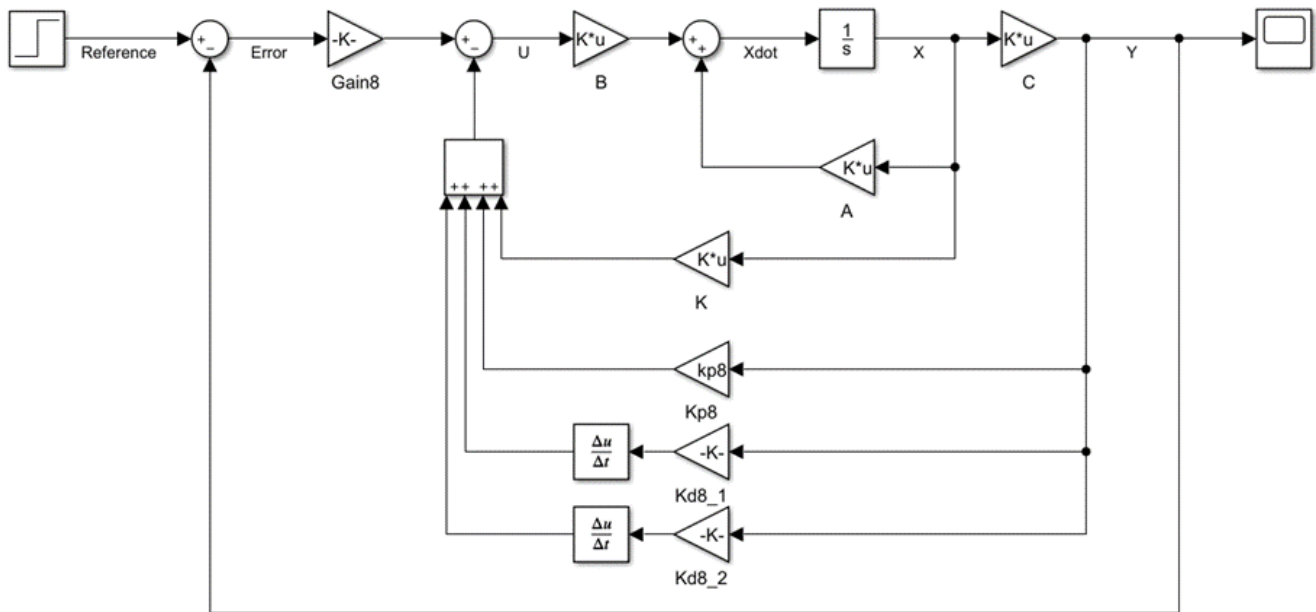 +
−
-K-
+
−
K*u
+
+
1
s
K*u
Reference
Error
U
Xdot
X
Y
Gain8
B
C
K*u
A
++ ++
K*u
K
kp8
Kp8
Δu
Δt
-K-
Kd8_1
Δu
Δt
-K-
Kd8_2